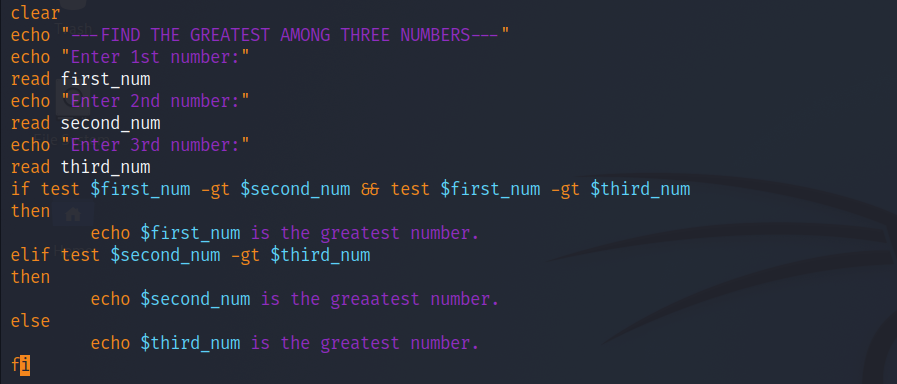 clear
echo "---FIND THE GREATEST AMONG THREE NUMBERS---"
echo "Enter 1st number:"
read first_num
echo "Enter 2nd number:"
read second_num
echo "Enter 3rd number:"
read third_num
if test $first_num -gt $second_num && test $first_num -gt $third_num
then
        echo $first_num is the greatest number.
elif test $second_num -gt $third_num
then
        echo $second_num is the greaatest number.
else
        echo $third_num is the greatest number.
fi